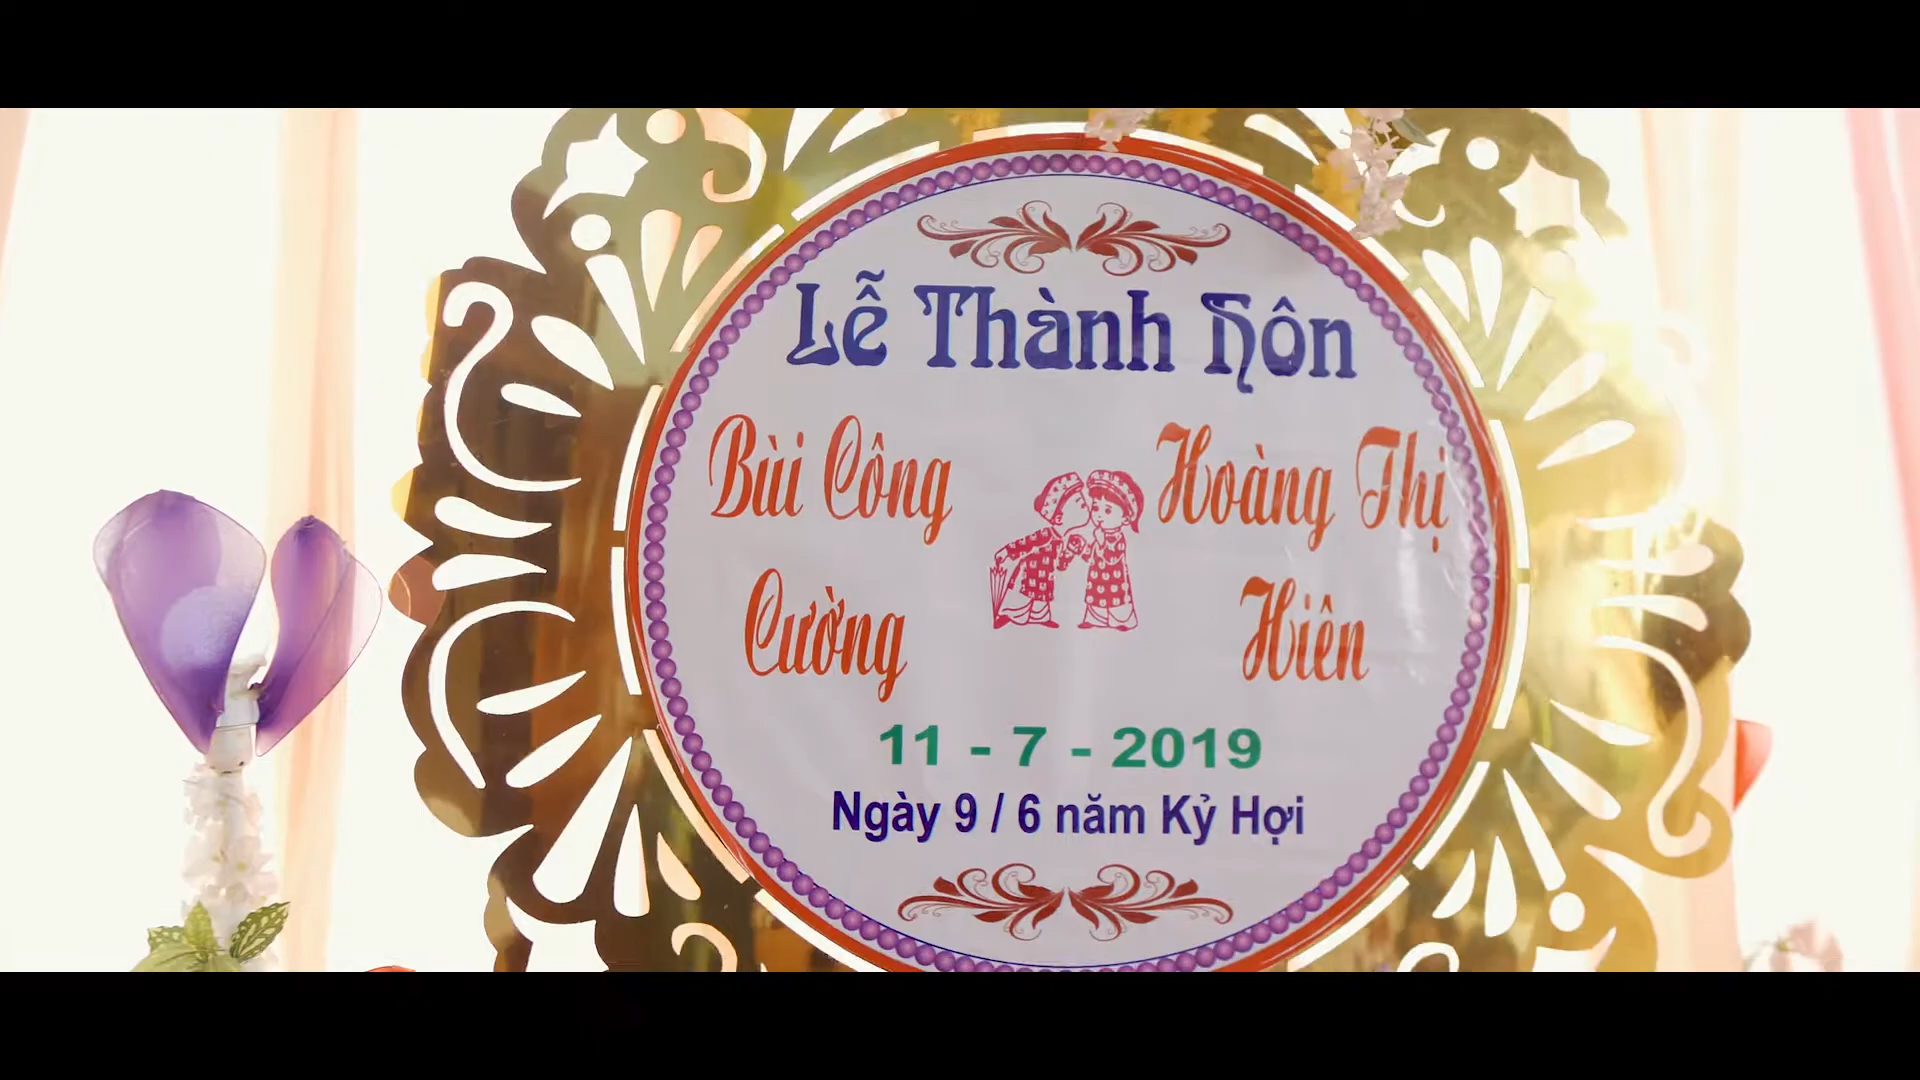 Lễ Thành Hôn
Bùi Công Cường
Hoàng Thị Hiên
11 - 7 - 2019
Ngày 9 / 6 năm Kỷ Hợi